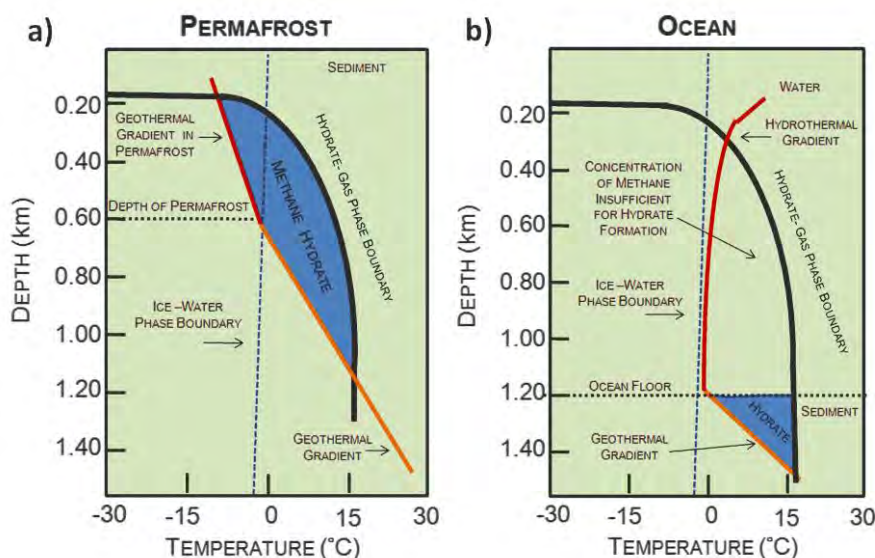 a)
PERMAFROST
SEDIMENT
GEOTHERMAL
GRADIENT IN
PERMAFROST
HYDRATE-GAS PHASE BOUNDARY
METHANE HYDRATE
DEPTH OF PERMAFROST
ICE–WATER
PHASE BOUNDARY
GEOTHERMAL
GRADIENT
DEPTH (km)
0.20
0.40
0.60
0.80
1.00
1.20
1.40
-30
-15
0
15
30
TEMPERATURE (°C)
b)
OCEAN
WATER
HYDROTHERMAL
GRADIENT
CONCENTRATION
OF METHANE
INSUFFICIENT
FOR HYDRATE
FORMATION
HYDRATE-GAS PHASE BOUNDARY
ICE–WATER
PHASE BOUNDARY
OCEAN FLOOR
HYDRATE
SEDIMENT
GEOTHERMAL
GRADIENT
DEPTH (km)
0.20
0.40
0.60
0.80
1.00
1.20
1.40
-30
-15
0
15
30
TEMPERATURE (°C)